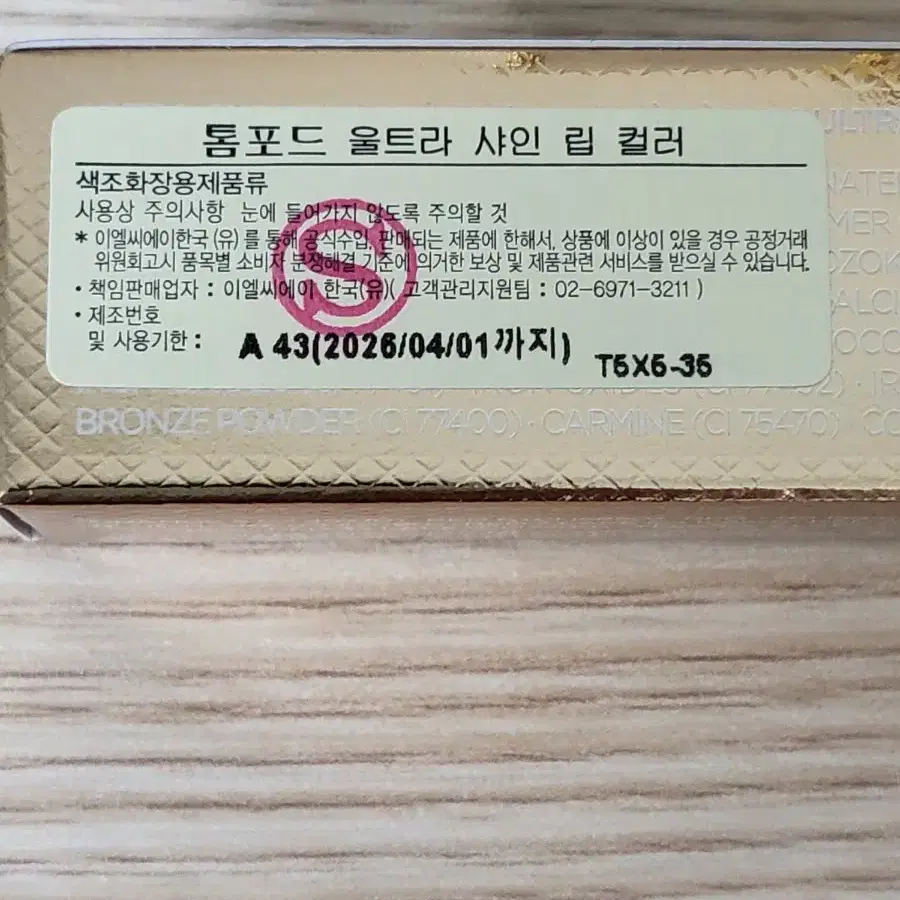 톰포드 울트라 샤인 립 컬러
색조화장용제품류
사용상 주의사항 눈에 들어가지 않도록 주의할 것
* 이엘씨에이한국(유)를 통해 공식수입, 판매되는 제품에 한해서, 상품에 이상이 있을 경우 공정거래
위원회고시 품목별 소비자 분쟁해결 기준에 의거한 보상 및 제품관련 서비스를 받으실 수 있습니다.
• 책임판매업자 : 이엘씨에이 한국(유)( 고객관리지원팀 : 02-6971-3211 )
• 제조번호
및 사용기한 : A 43(2026/04/01까지) T5X5-35
BRONZE POWDER (CI 77400) · CARMINE (CI 75470)